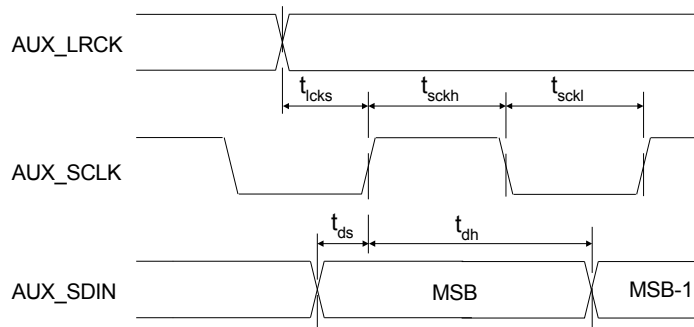 AUX_LRCK
t_lcks t_sckh t_sckl
AUX_SCLK
t_ds t_dh
AUX_SDIN MSB MSB-1